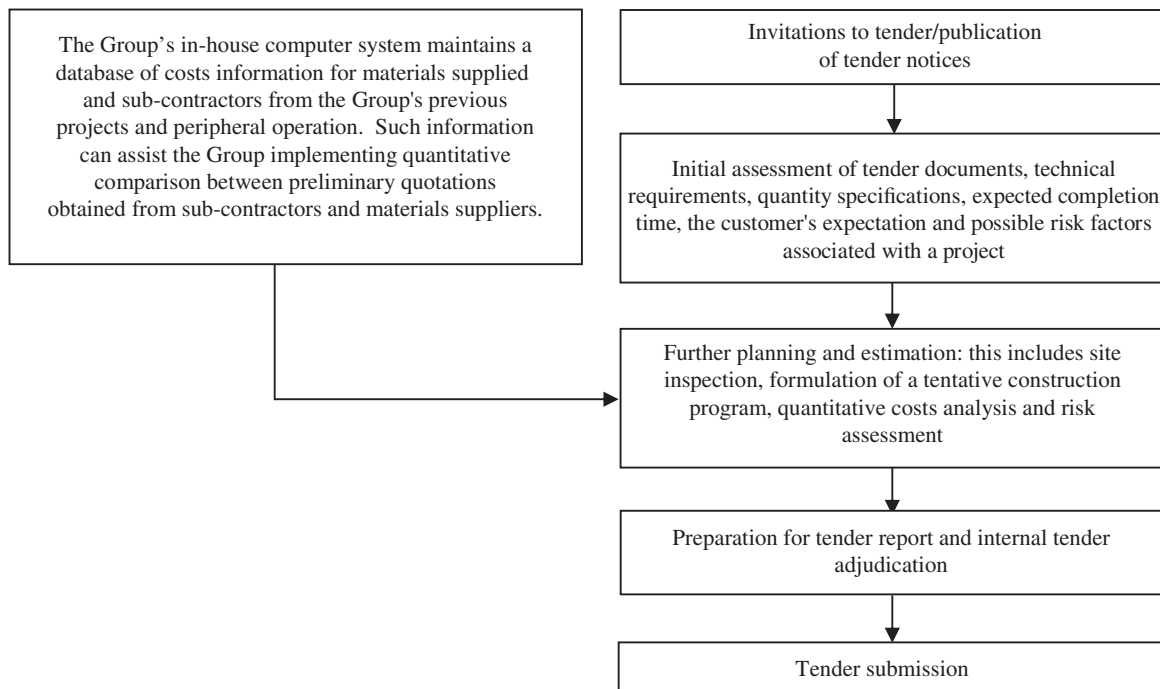 The Group's in-house computer system maintains a
database of costs information for materials supplied
and sub-contractors from the Group's previous
projects and peripheral operation. Such information
can assist the Group implementing quantitative
comparison between preliminary quotations
obtained from sub-contractors and materials suppliers.
Invitations to tender/publication
of tender notices
Initial assessment of tender documents, technical
requirements, quantity specifications, expected completion
time, the customer's expectation and possible risk factors
associated with a project
Further planning and estimation: this includes site
inspection, formulation of a tentative construction
program, quantitative costs analysis and risk
assessment
Preparation for tender report and internal tender
adjudication
Tender submission